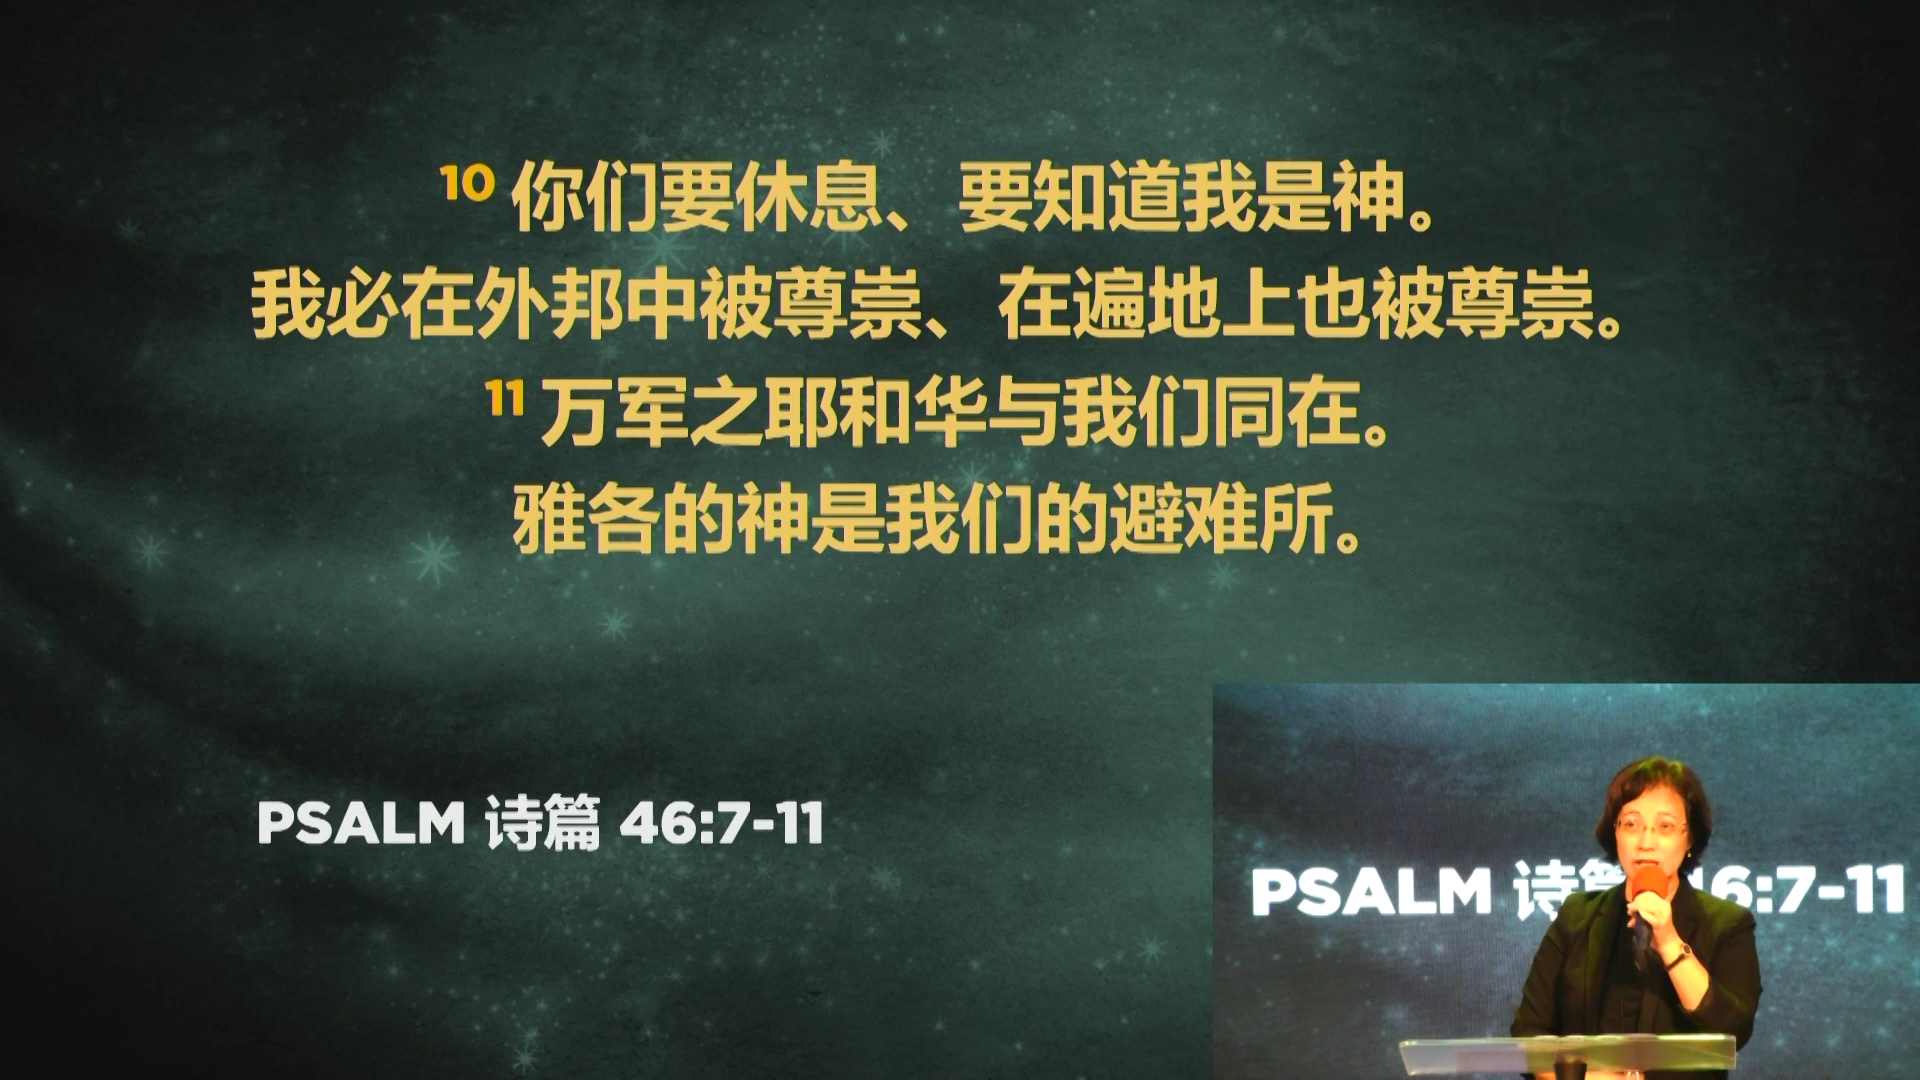 10 你们要休息、要知道我是神。
我必在外邦中被尊崇、在遍地上也被尊崇。
11 万军之耶和华与我们同在。
雅各的神是我们的避难所。
PSALM 诗篇 46:7-11
PSALM 诗篇 46:7-11